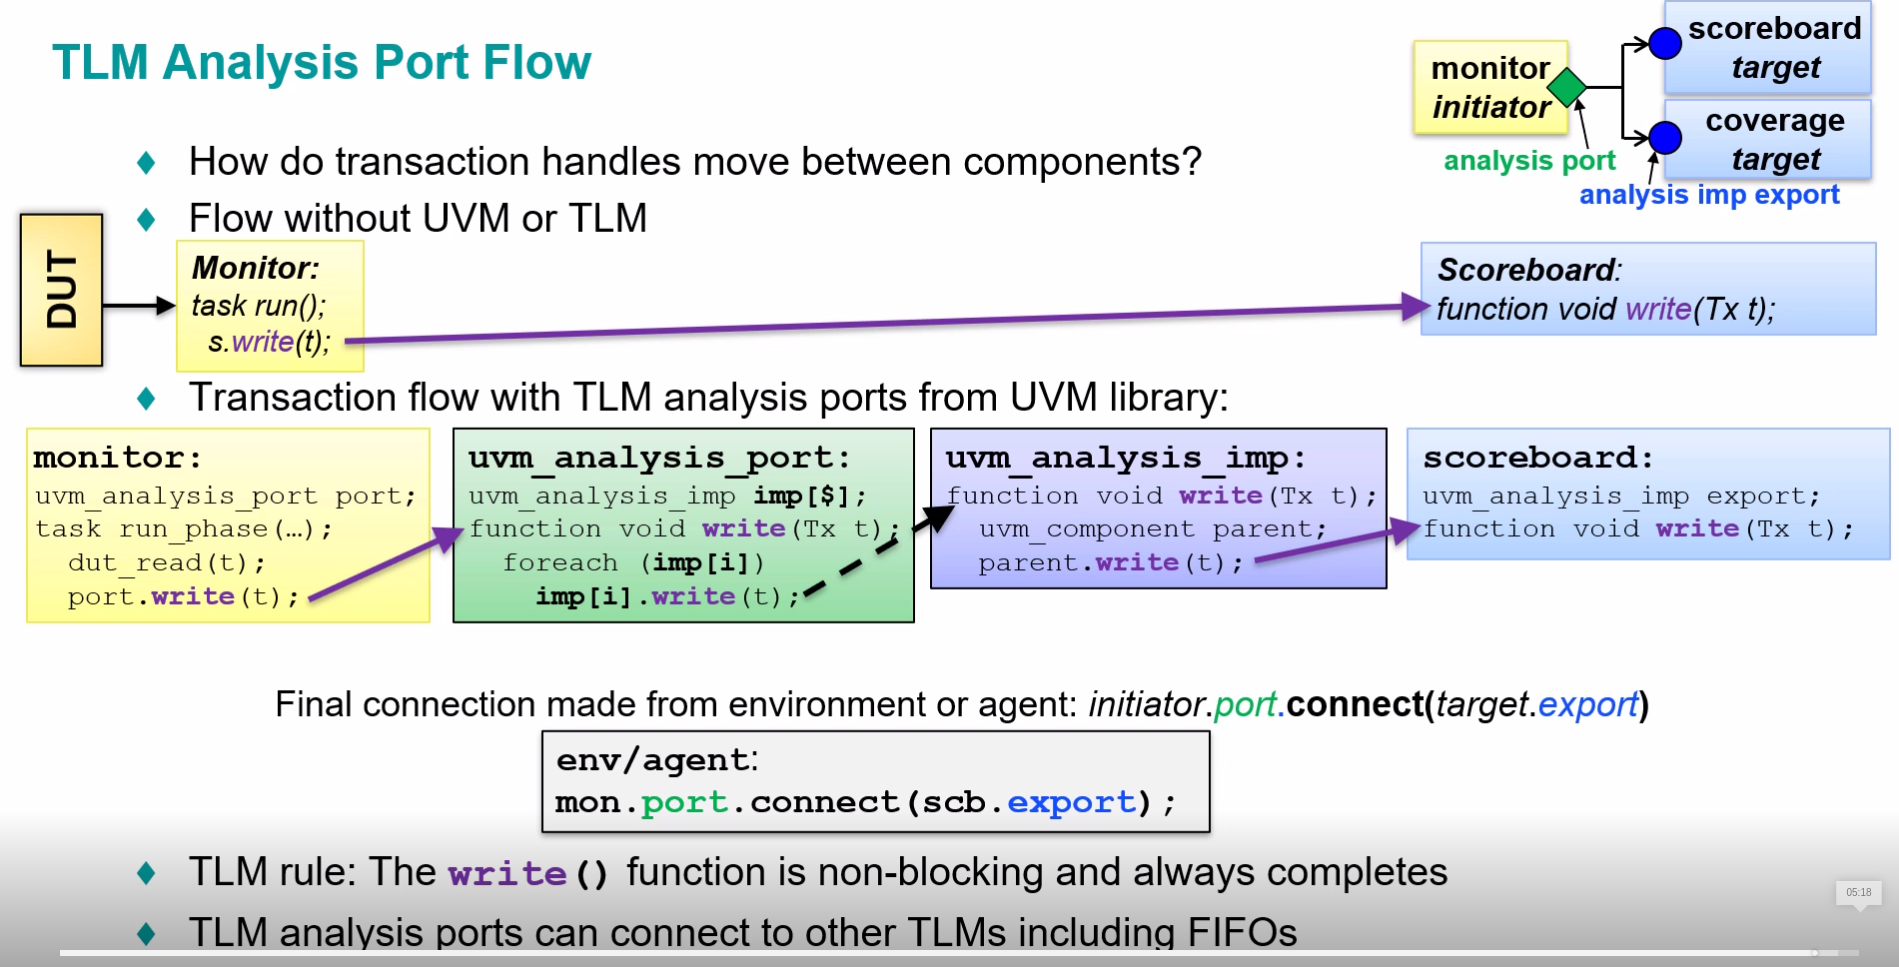 TLM Analysis Port Flow
monitor
initiator
scoreboard
target
coverage
target
analysis port
analysis imp export
How do transaction handles move between components?
Flow without UVM or TLM
DUT
Monitor:
task run();
s.write(t);
Scoreboard:
function void write(Tx t);
Transaction flow with TLM analysis ports from UVM library:
monitor:
uvm_analysis_port port;
task run_phase(…);
dut_read(t);
port.write(t);
uvm_analysis_port:
uvm_analysis_imp imp[$];
function void write(Tx t);
foreach (imp[i])
imp[i].write(t);
uvm_analysis_imp:
function void write(Tx t);
uvm_component parent;
parent.write(t);
scoreboard:
uvm_analysis_imp export;
function void write(Tx t);
Final connection made from environment or agent: initiator.port.connect(target.export)
env/agent:
mon.port.connect(scb.export);
TLM rule: The write() function is non-blocking and always completes
TLM analysis ports can connect to other TLMs including FIFOs
05:18